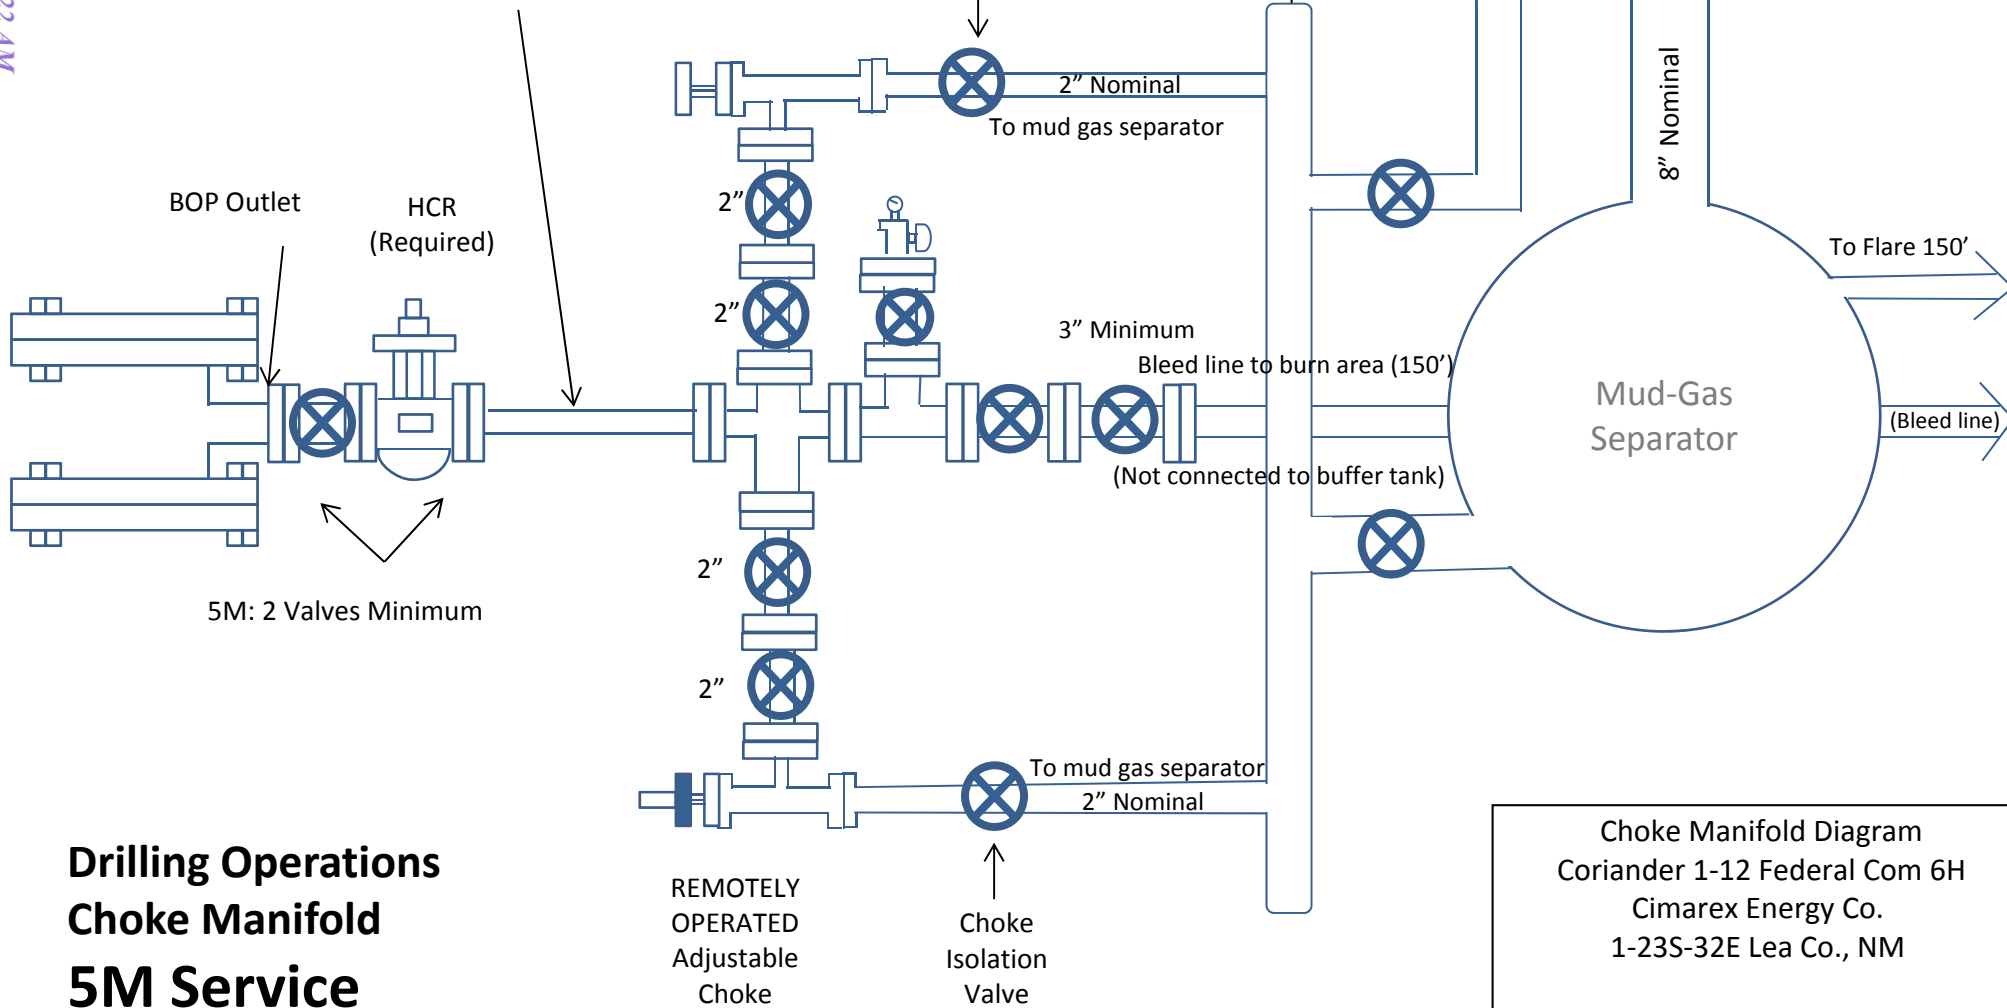 22 AM
2” Nominal
To mud gas separator
8” Nominal
BOP Outlet
HCR
(Required)
2”
2”
To Flare 150’
3” Minimum
Bleed line to burn area (150’)
Mud-Gas
Separator
(Bleed line)
(Not connected to buffer tank)
2”
5M: 2 Valves Minimum
2”
To mud gas separator
2” Nominal
Drilling Operations
Choke Manifold
5M Service
REMOTELY
OPERATED
Adjustable
Choke
Choke
Isolation
Valve
Choke Manifold Diagram
Coriander 1-12 Federal Com 6H
Cimarex Energy Co.
1-23S-32E Lea Co., NM